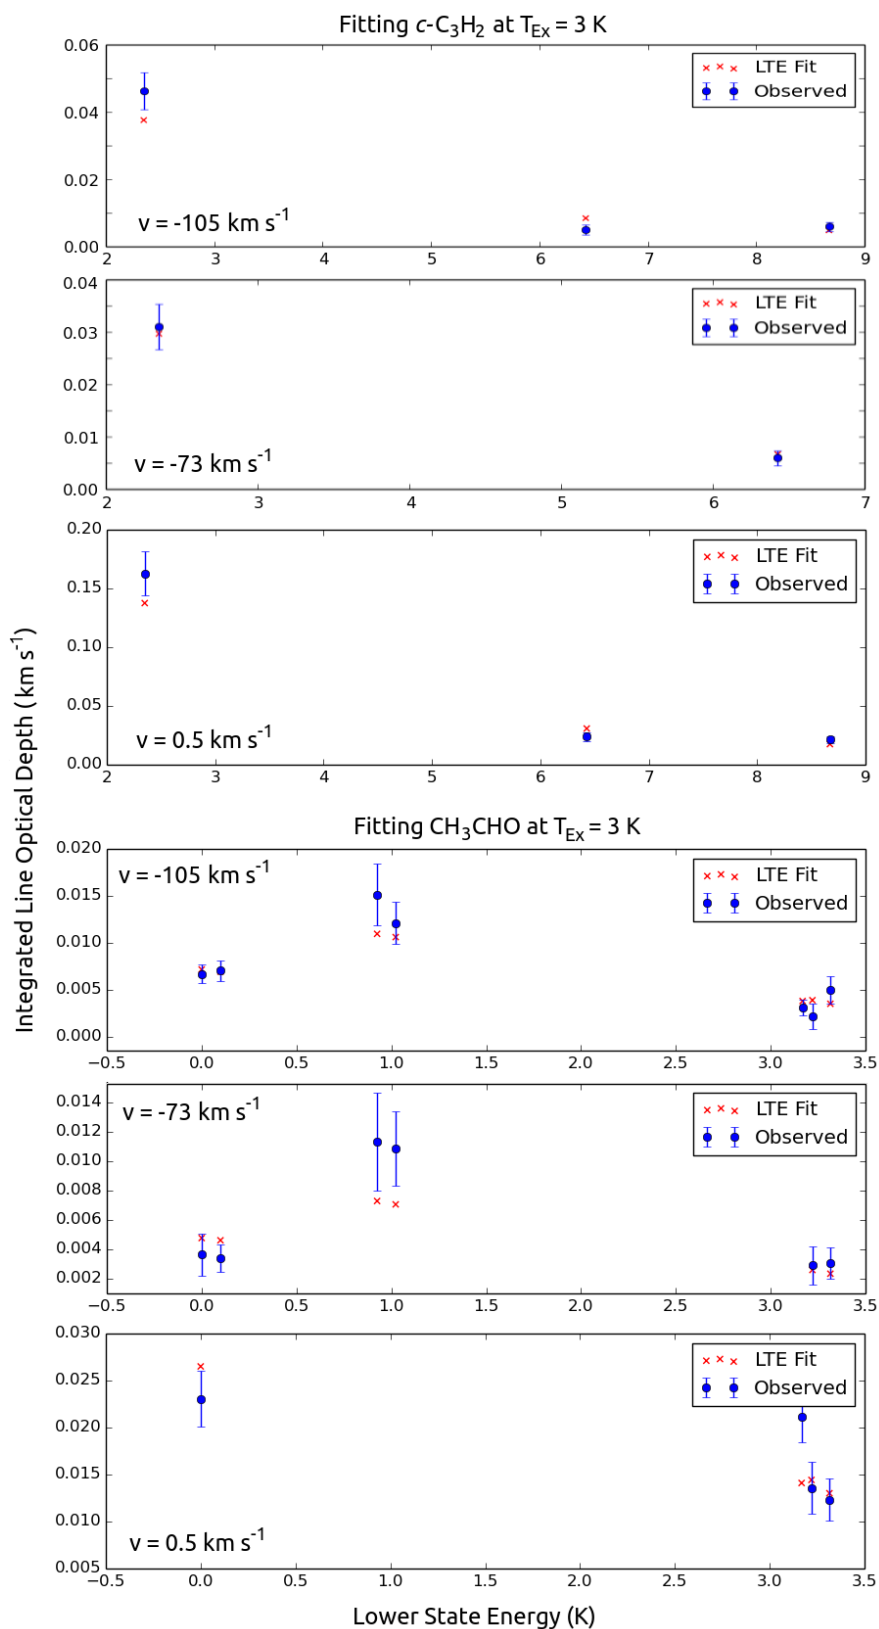 Fitting c-C₃H₂ at T_Ex = 3 K
0.06
0.04
0.02
0.00
LTE Fit
Observed
v = -105 km s⁻¹
2 3 4 5 6 7 8 9
0.04
0.03
0.02
0.01
0.00
LTE Fit
Observed
v = -73 km s⁻¹
2 3 4 5 6 7
0.20
0.15
0.10
0.05
0.00
LTE Fit
Observed
v = 0.5 km s⁻¹
2 3 4 5 6 7 8 9
Integrated Line Optical Depth ( km s⁻¹)
Fitting CH₃CHO at T_Ex = 3 K
0.020
0.015
0.010
0.005
0.000
v = -105 km s⁻¹
LTE Fit
Observed
−0.5 0.0 0.5 1.0 1.5 2.0 2.5 3.0 3.5
0.014
0.012
0.010
0.008
0.006
0.004
0.002
v = -73 km s⁻¹
LTE Fit
Observed
−0.5 0.0 0.5 1.0 1.5 2.0 2.5 3.0 3.5
0.030
0.025
0.020
0.015
0.010
0.005
LTE Fit
Observed
v = 0.5 km s⁻¹
−0.5 0.0 0.5 1.0 1.5 2.0 2.5 3.0 3.5
Lower State Energy (K)